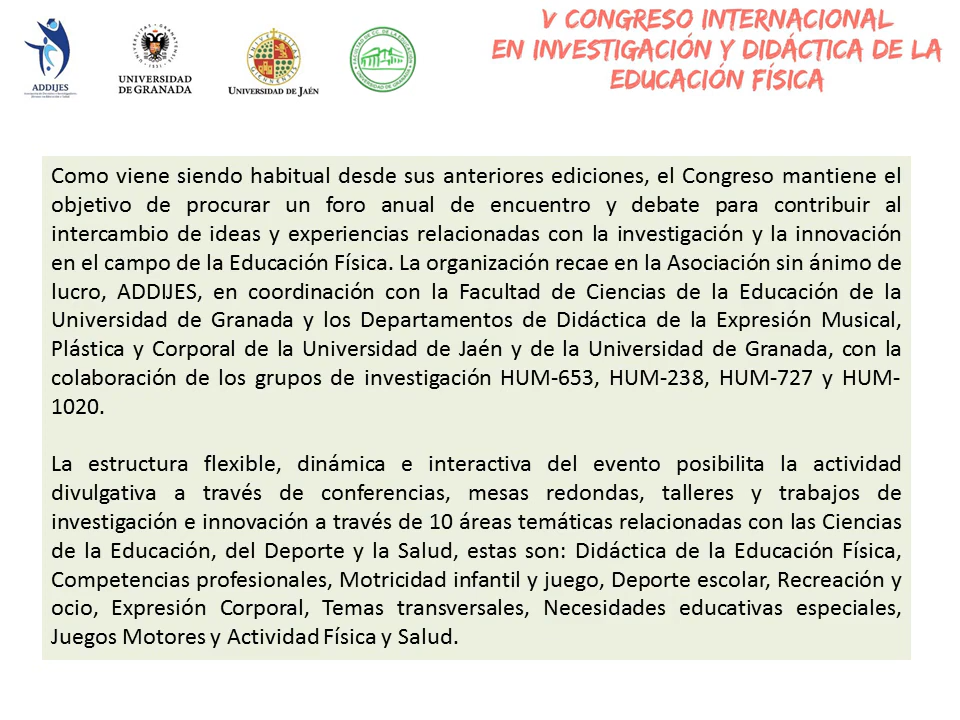 V CONGRESO INTERNACIONAL
EN INVESTIGACIÓN Y DIDÁCTICA DE LA
EDUCACIÓN FÍSICA
ADDIJES
UNIVERSIDAD
DE GRANADA
UNIVERSIDAD DE JAÉN
Como viene siendo habitual desde sus anteriores ediciones, el Congreso mantiene el
objetivo de procurar un foro anual de encuentro y debate para contribuir al
intercambio de ideas y experiencias relacionadas con la investigación y la innovación
en el campo de la Educación Física. La organización recae en la Asociación sin ánimo de
lucro, ADDIJES, en coordinación con la Facultad de Ciencias de la Educación de la
Universidad de Granada y los Departamentos de Didáctica de la Expresión Musical,
Plástica y Corporal de la Universidad de Jaén y de la Universidad de Granada, con la
colaboración de los grupos de investigación HUM-653, HUM-238, HUM-727 y HUM-
1020.
La estructura flexible, dinámica e interactiva del evento posibilita la actividad
divulgativa a través de conferencias, mesas redondas, talleres y trabajos de
investigación e innovación a través de 10 áreas temáticas relacionadas con las Ciencias
de la Educación, del Deporte y la Salud, estas son: Didáctica de la Educación Física,
Competencias profesionales, Motricidad infantil y juego, Deporte escolar, Recreación y
ocio, Expresión Corporal, Temas transversales, Necesidades educativas especiales,
Juegos Motores y Actividad Física y Salud.